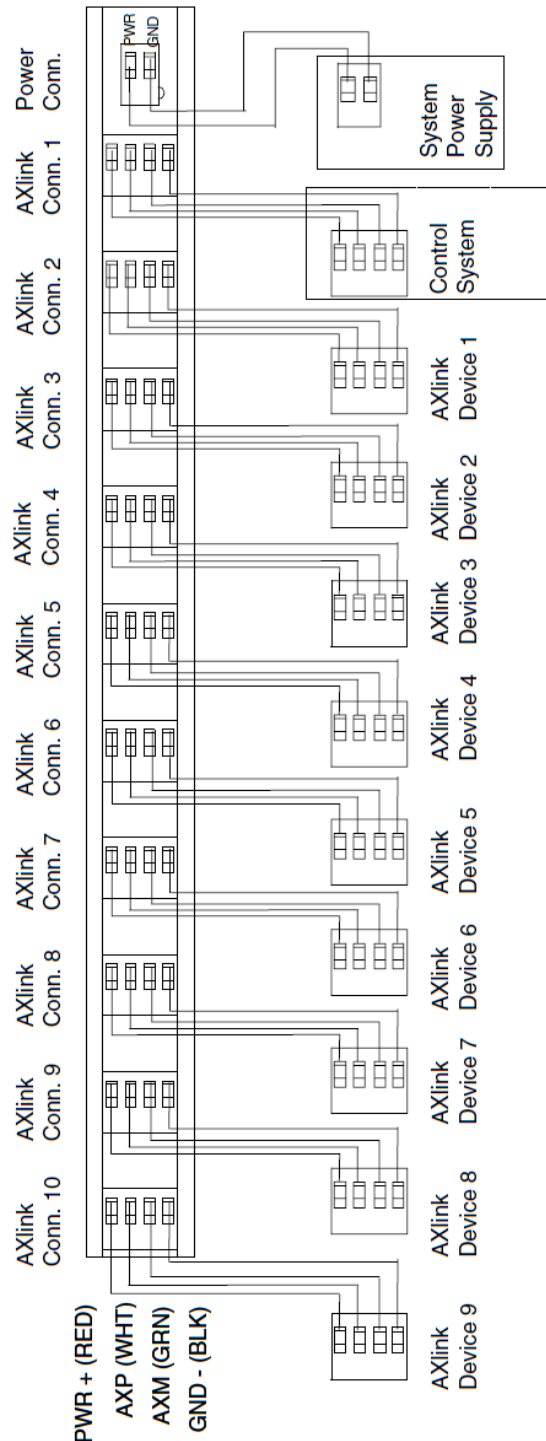 Power
Conn.
AXlink
Conn. 1
AXlink
Conn. 2
AXlink
Conn. 3
AXlink
Conn. 4
AXlink
Conn. 5
AXlink
Conn. 6
AXlink
Conn. 7
AXlink
Conn. 8
AXlink
Conn. 9
AXlink
Conn. 10
PWR
GND
PWR + (RED)
AXP (WHT)
AXM (GRN)
GND - (BLK)
System
Power
Supply
Control
System
AXlink
Device 1
AXlink
Device 2
AXlink
Device 3
AXlink
Device 4
AXlink
Device 5
AXlink
Device 6
AXlink
Device 7
AXlink
Device 8
AXlink
Device 9